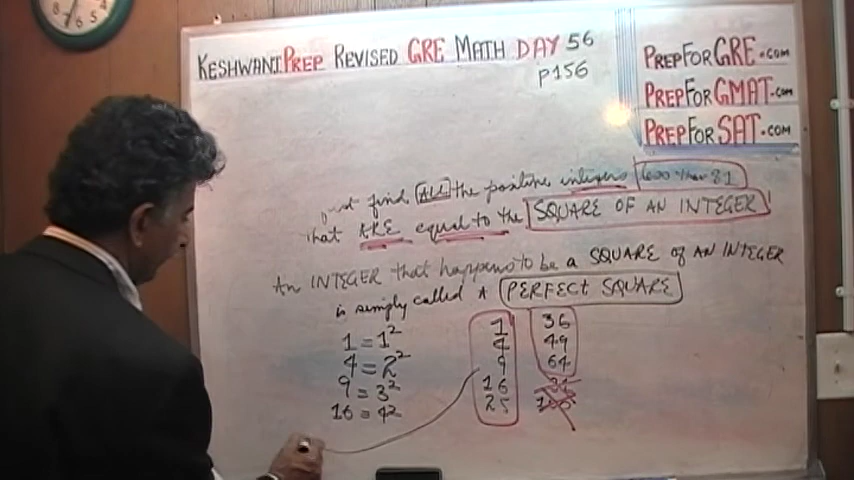 KESHWANIPREP REVISED GRE MATH DAY 56
p156
PREPFORGRE.COM
PREPFORGMAT.COM
PREPFORSAT.COM
find ALL the positive integers less than 81
that ARE equal to the SQUARE OF AN INTEGER
An INTEGER that happens to be a SQUARE OF AN INTEGER
is simply called A PERFECT SQUARE
1 = 1²
4 = 2²
9 = 3²
16 = 42
1
4
9
16
25
36
49
64
81
100